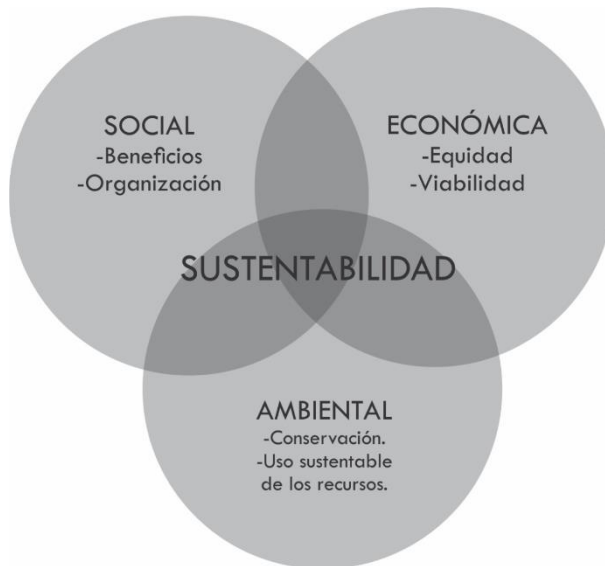 SOCIAL
-Beneficios
-Organización
ECONÓMICA
-Equidad
-Viabilidad
SUSTENTABILIDAD
AMBIENTAL
-Conservación.
-Uso sustentable
de los recursos.